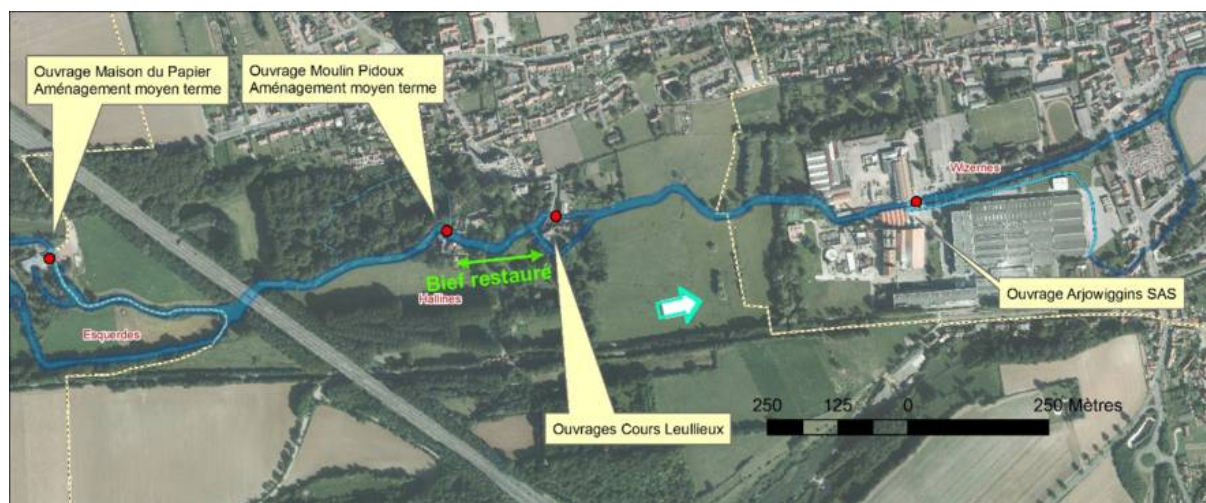 Ouvrage Maison du Papier
Aménagement moyen terme
Ouvrage Moulin Pidoux
Aménagement moyen terme
Wizernes
Bief restauré
Hallines
Esquerdes
Ouvrage Arjowiggins SAS
Ouvrages Cours Leullieux
250 125 0 250 Mètres